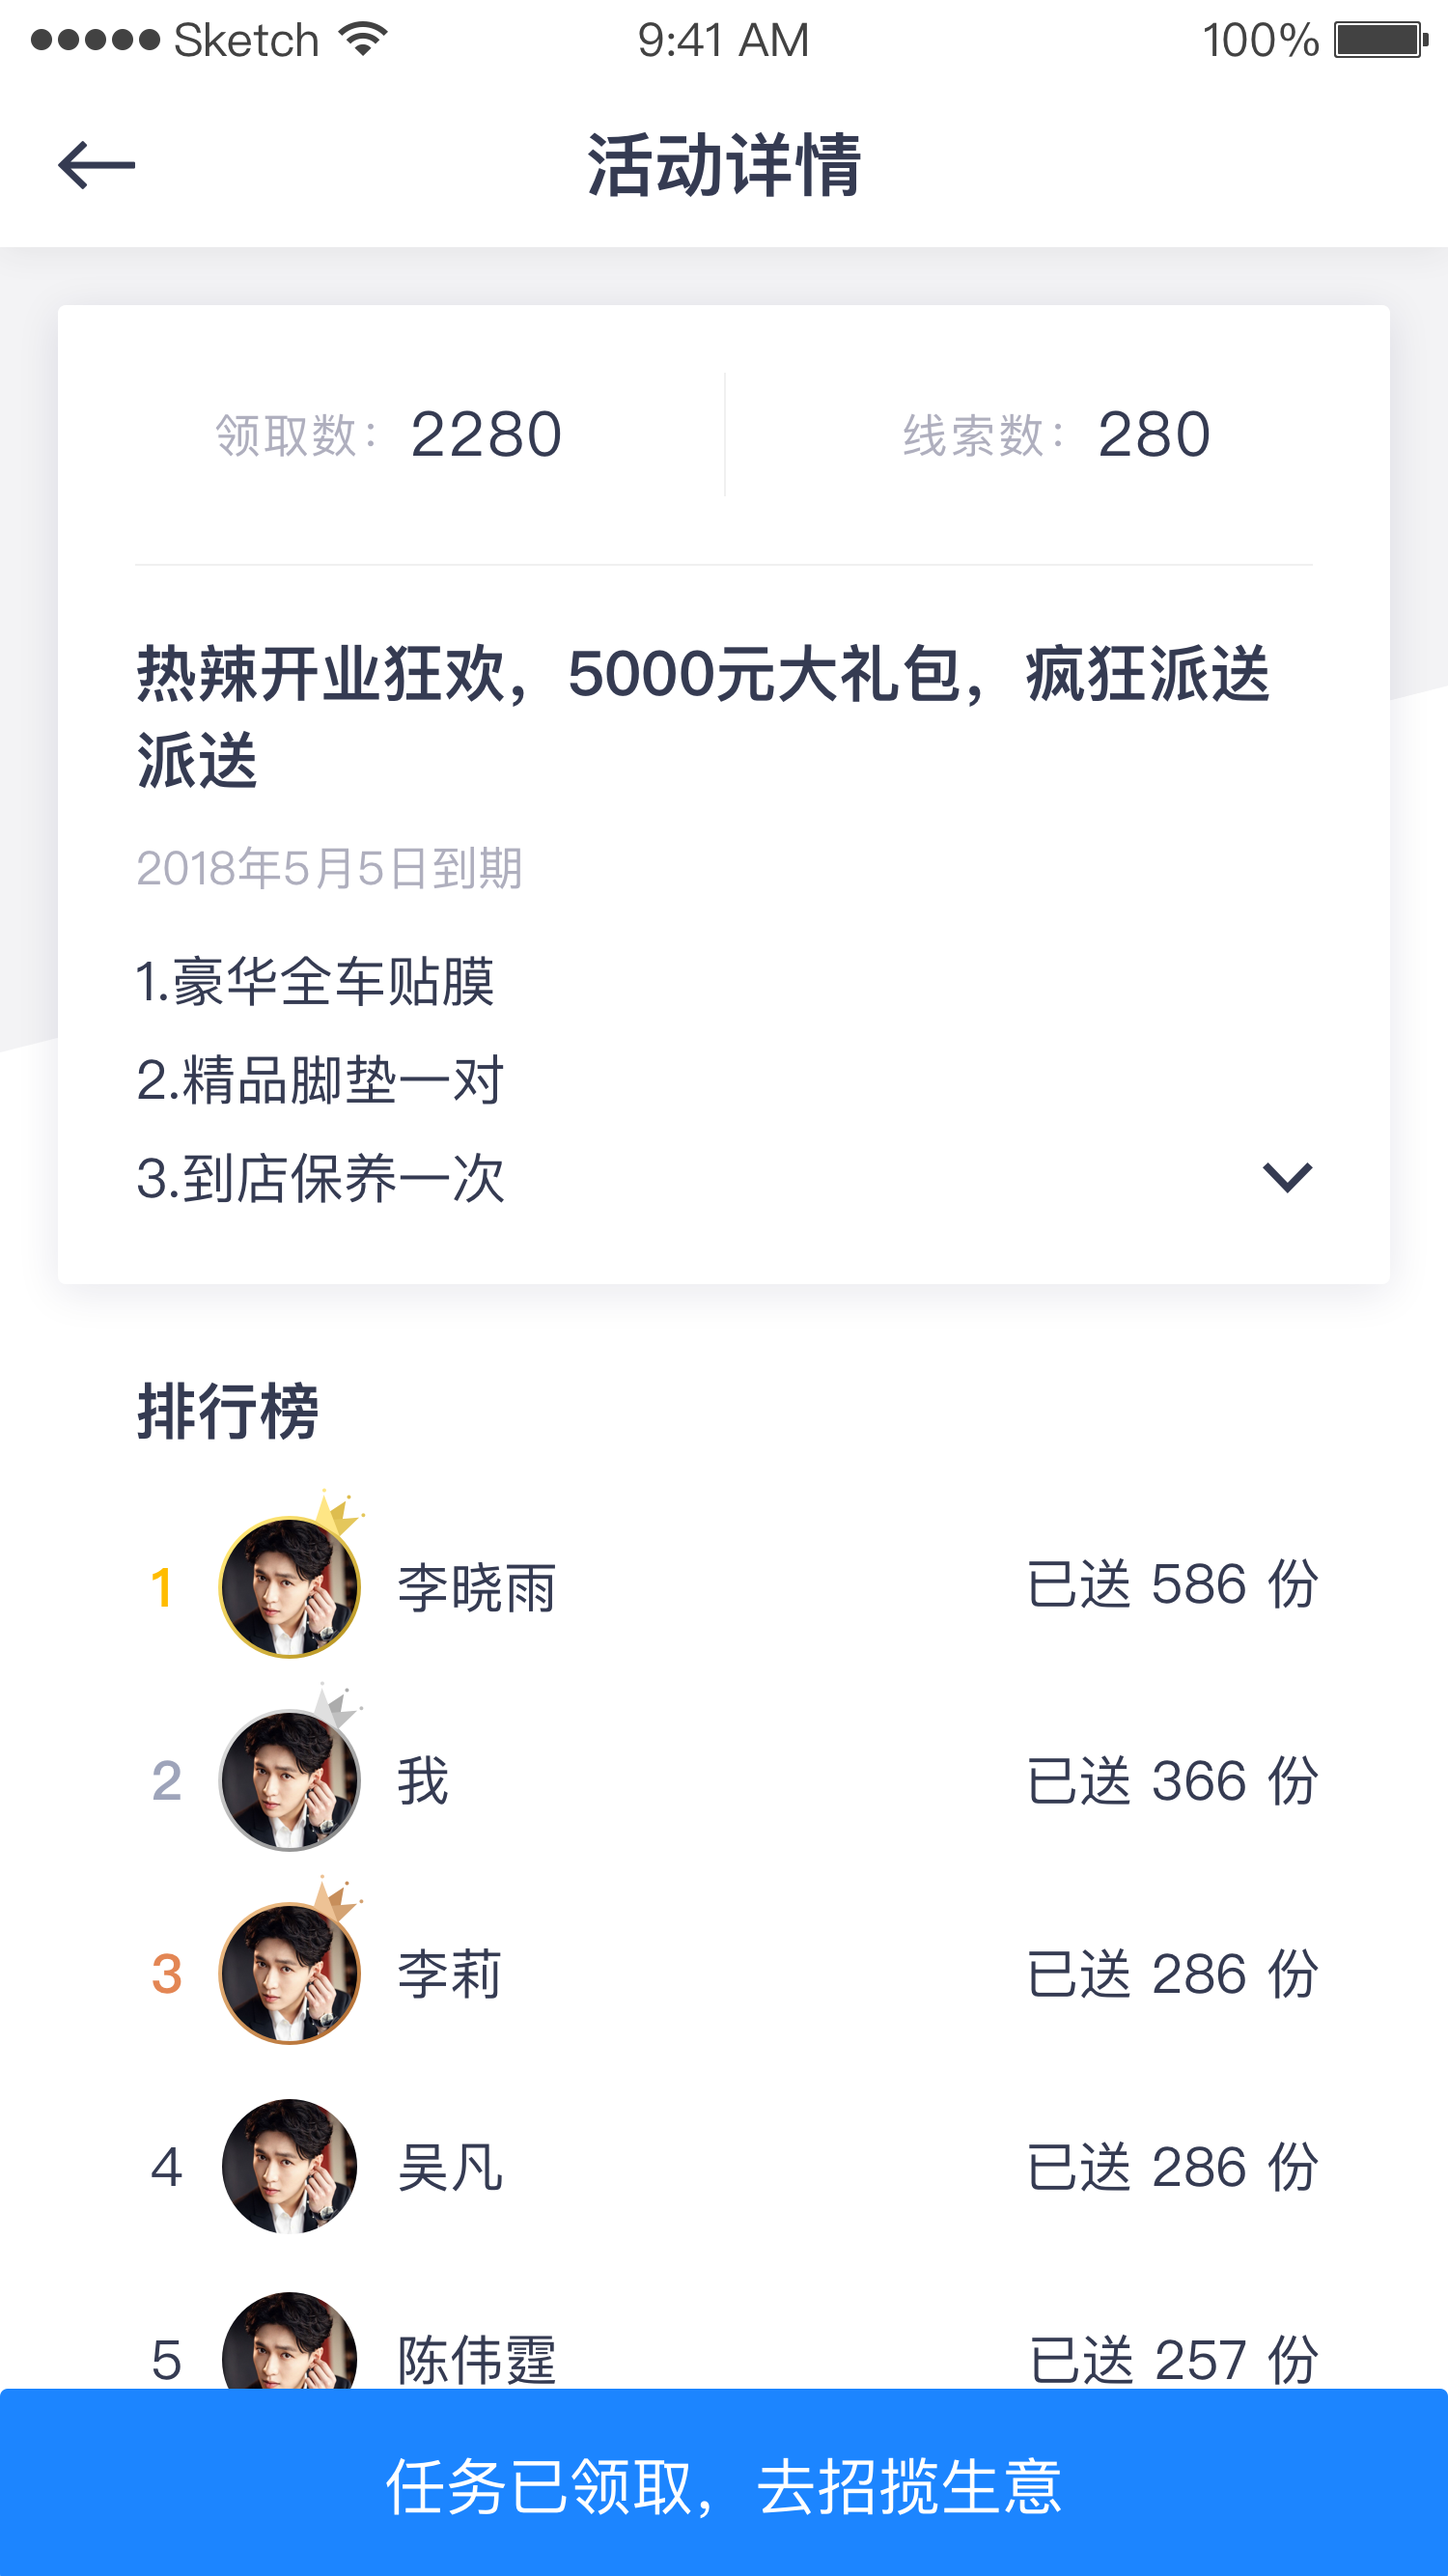 Sketch 9:41 AM 100%
活动详情
领取数：2280 线索数：280
热辣开业狂欢，5000元大礼包，疯狂派送
派送
2018年5月5日到期
1.豪华全车贴膜
2.精品脚垫一对
3.到店保养一次
排行榜
1 李晓雨 已送 586 份
2 我 已送 366 份
3 李莉 已送 286 份
4 吴凡 已送 286 份
5 陈伟霆 已送 257 份
任务已领取，去招揽生意